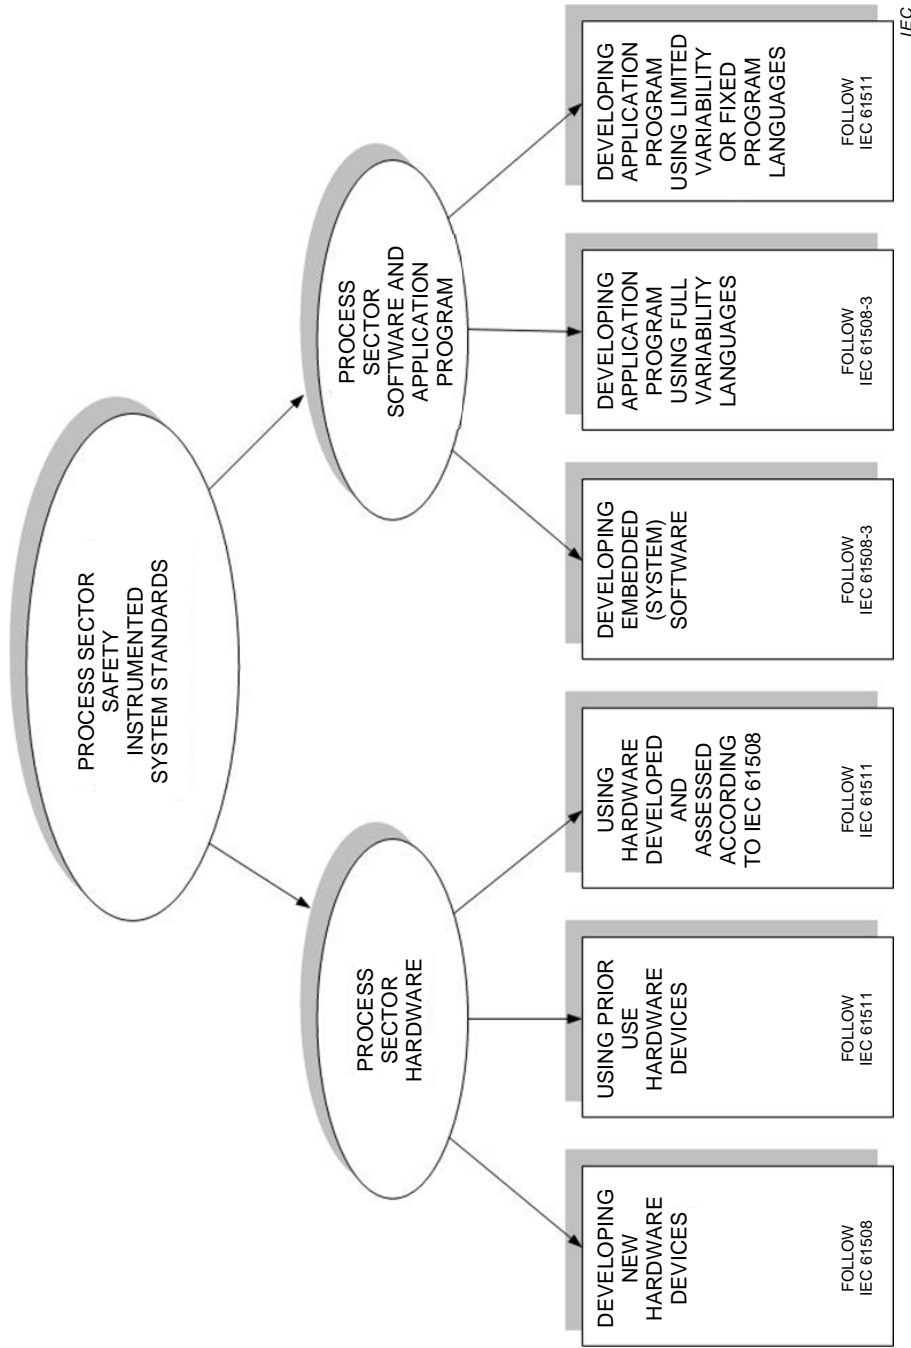 PROCESS SECTOR
SAFETY
INSTRUMENTED
SYSTEM STANDARDS
PROCESS
SECTOR
HARDWARE
PROCESS
SECTOR
SOFTWARE AND
APPLICATION
PROGRAM
DEVELOPING
NEW
HARDWARE
DEVICES
FOLLOW
IEC 61508
USING PRIOR
USE
HARDWARE
DEVICES
FOLLOW
IEC 61511
USING
HARDWARE
DEVELOPED
AND
ASSESSED
ACCORDING
TO IEC 61508
FOLLOW
IEC 61511
DEVELOPING
EMBEDDED
(SYSTEM)
SOFTWARE
FOLLOW
IEC 61508-3
DEVELOPING
APPLICATION
PROGRAM
USING FULL
VARIABILITY
LANGUAGES
FOLLOW
IEC 61508-3
DEVELOPING
APPLICATION
PROGRAM
USING LIMITED
VARIABILITY
OR FIXED
PROGRAM
LANGUAGES
FOLLOW
IEC 61511
IEC